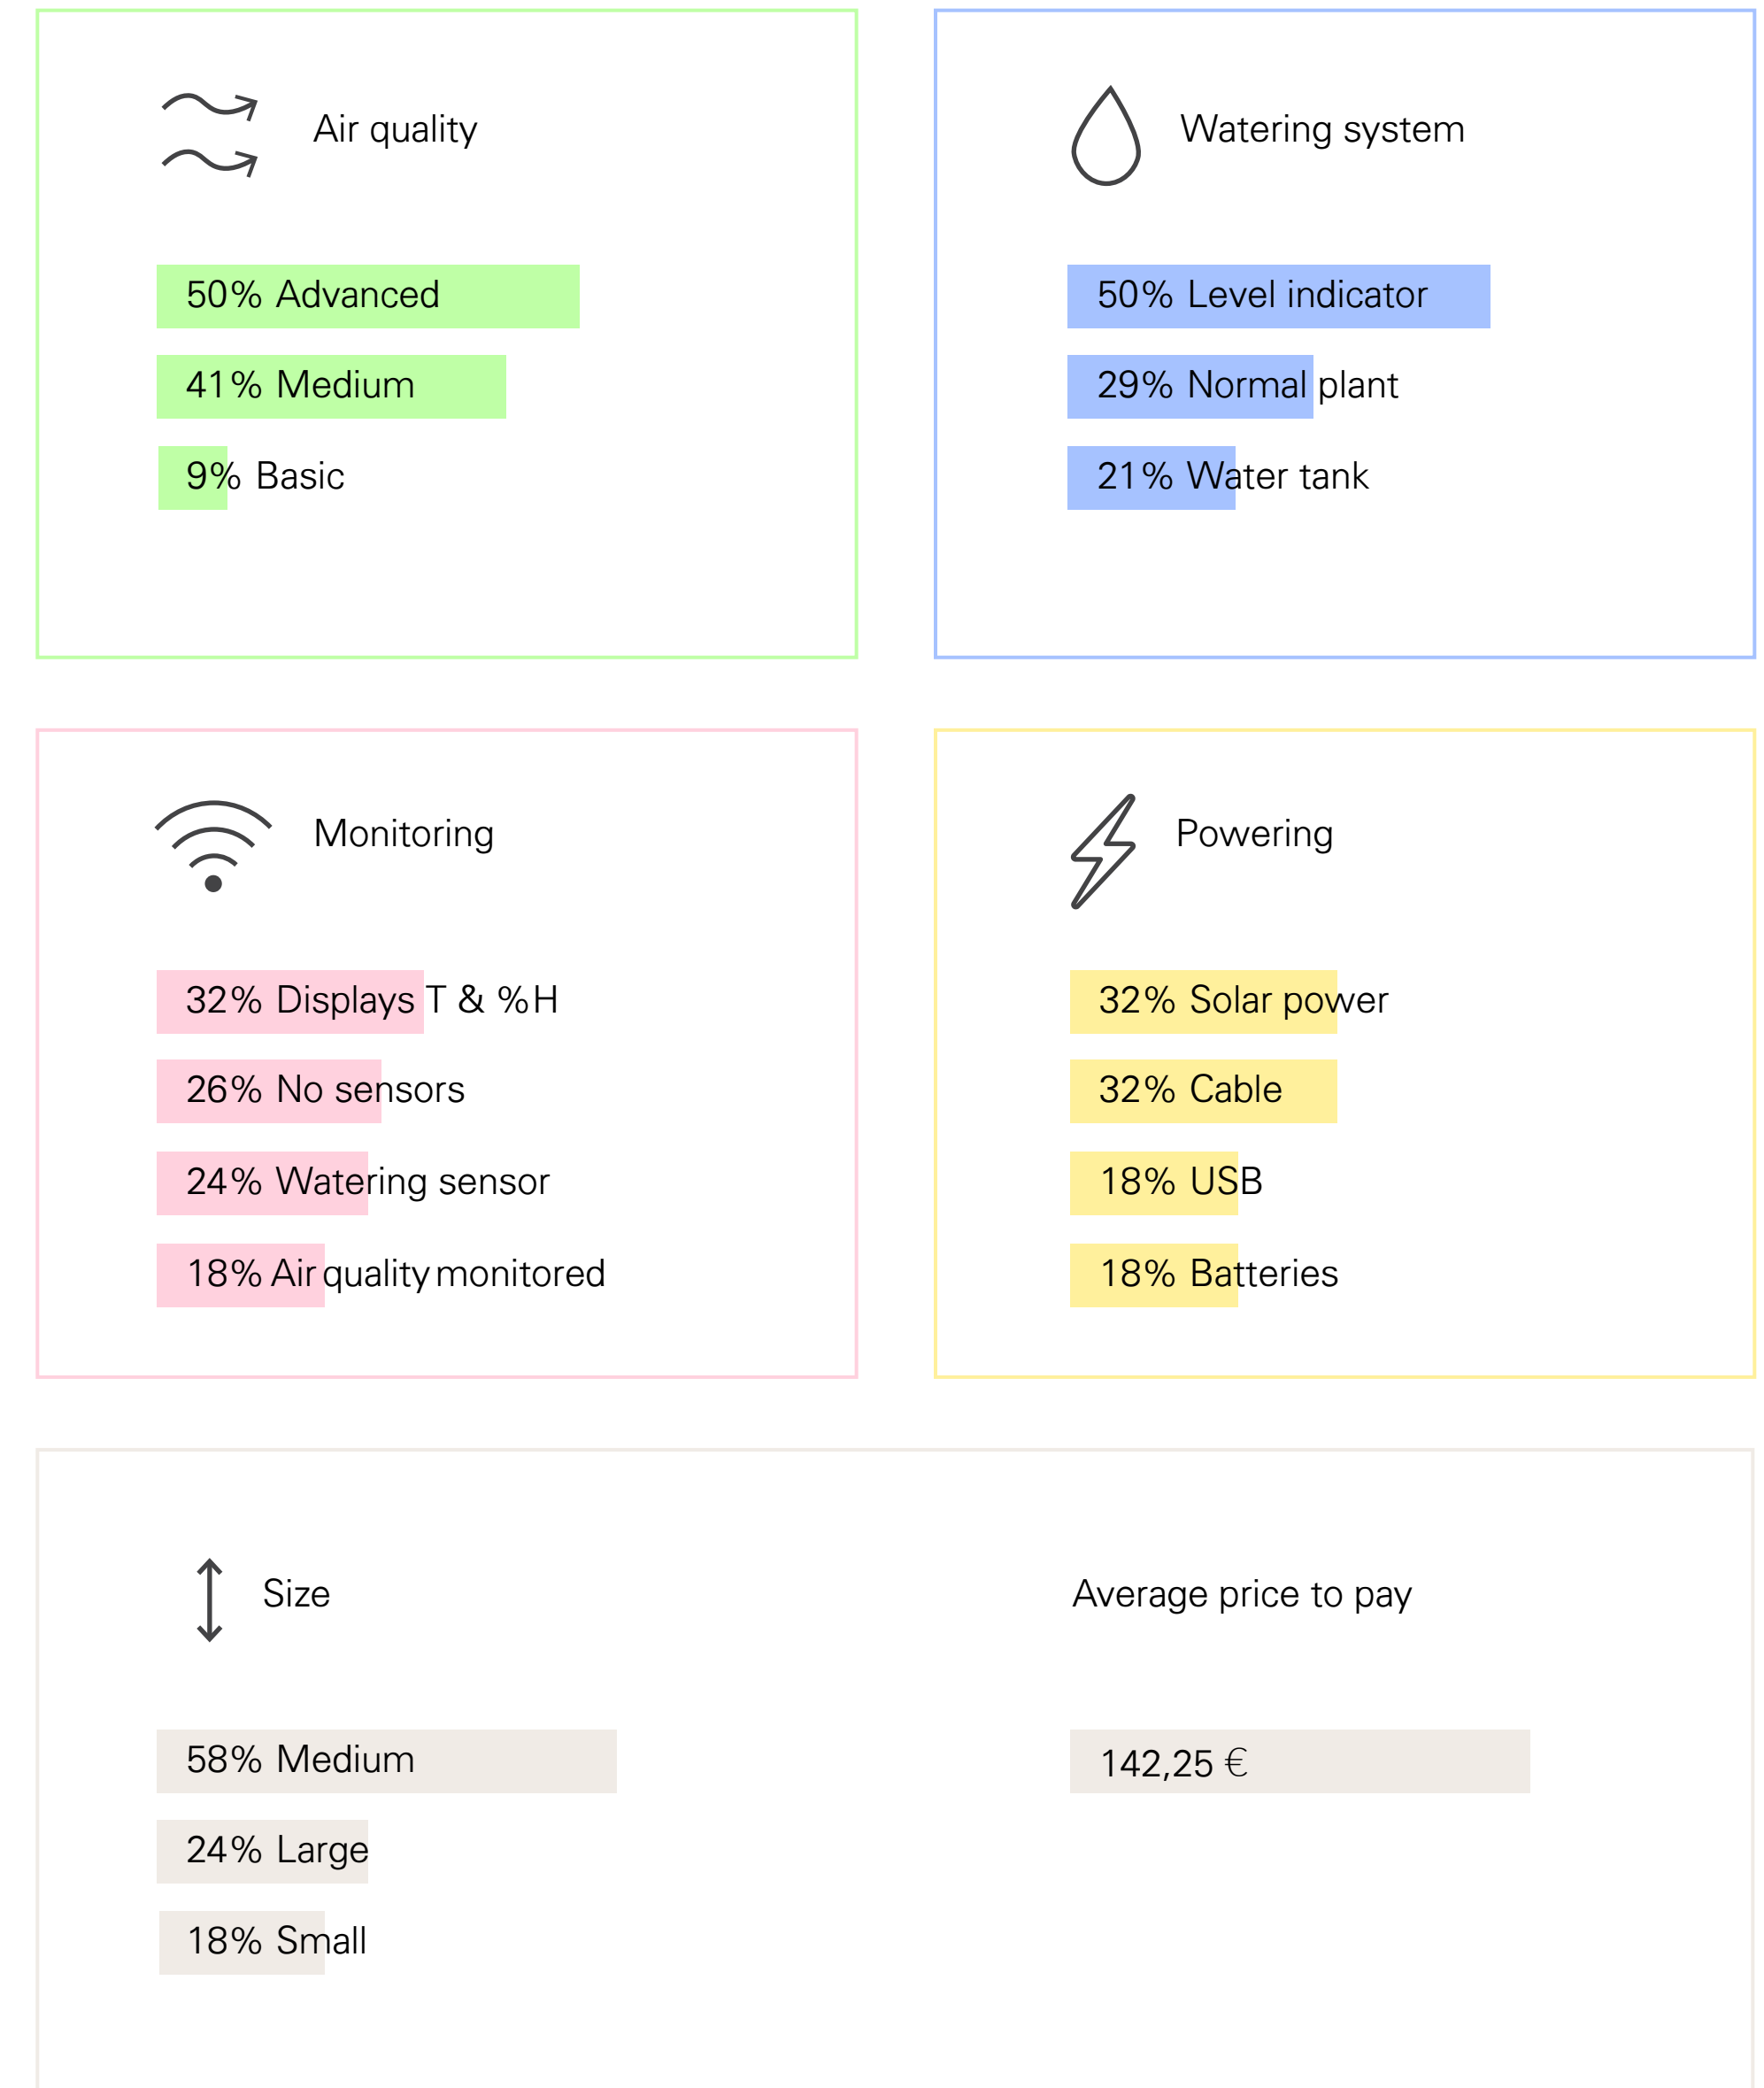 Air quality
50% Advanced
41% Medium
9% Basic
Watering system
50% Level indicator
29% Normal plant
21% Water tank
Monitoring
32% Displays T & %H
26% No sensors
24% Watering sensor
18% Air quality monitored
Powering
32% Solar power
32% Cable
18% USB
18% Batteries
Size
58% Medium
24% Large
18% Small
Average price to pay
142,25 €